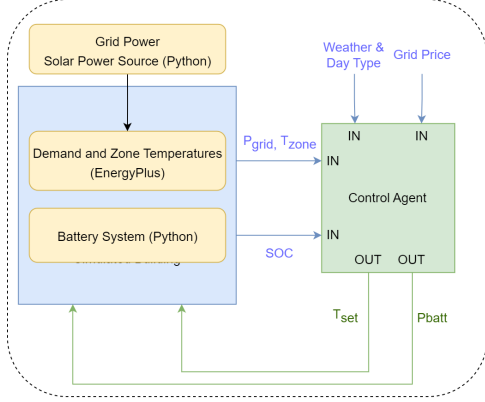 Grid Power
Solar Power Source (Python)
Weather &
Day Type
Grid Price
Demand and Zone Temperatures
(EnergyPlus)
Pgrid, Tzone
IN
IN
IN
Control Agent
Battery System (Python)
SOC
IN
OUT
OUT
Tset
Pbatt